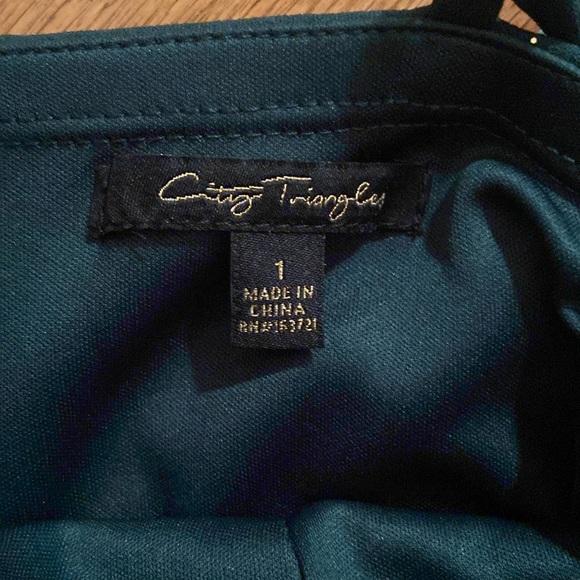 City Triangles
1
MADE IN
CHINA
RN#163721